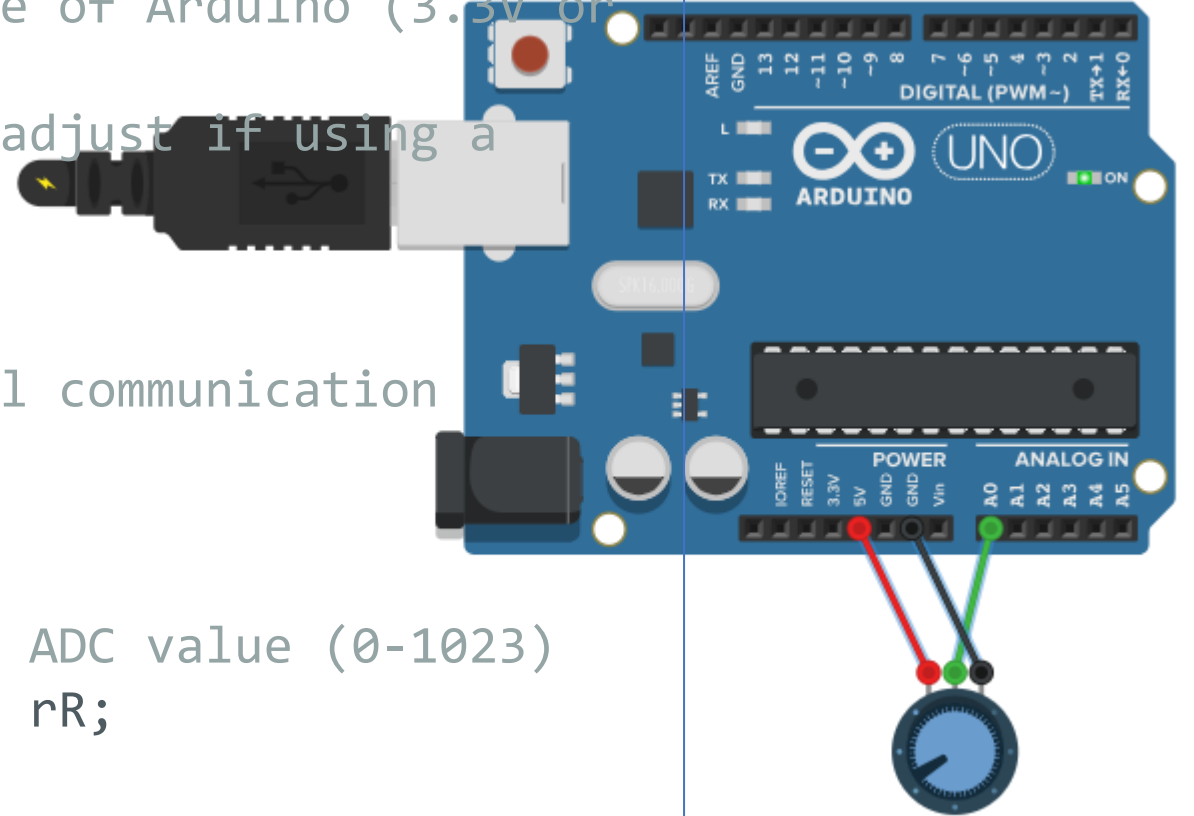 e of Arduino (3.3V or
AREF
GND
13
12
~11
~10
~9
8
7
~6
~5
4
~3
2
TX→1
RX←0
DIGITAL (PWM~)
adjust if using a
L
TX
RX
ARDUINO
UNO
ON
l communication
POWER
ANALOG IN
IOREF
RESET
3.3V
5V
GND
GND
Vin
A0
A1
A2
A3
A4
A5
ADC value (0-1023)
rR;